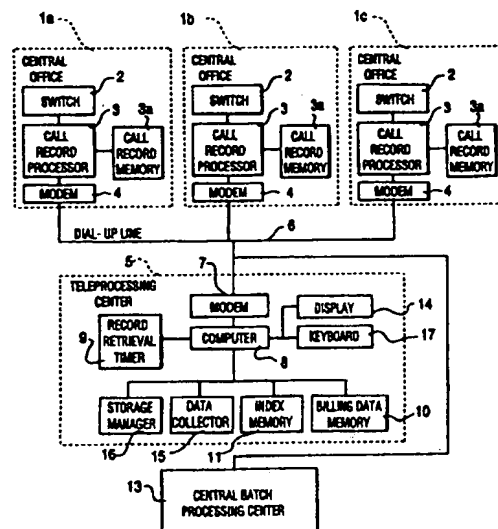 1a
1b
1c
CENTRAL
OFFICE
2
SWITCH
3
3a
CALL
RECORD
PROCESSOR
CALL
RECORD
MEMORY
MODEM
4
CENTRAL
OFFICE
2
SWITCH
3
3a
CALL
RECORD
PROCESSOR
CALL
RECORD
MEMORY
MODEM
4
CENTRAL
OFFICE
2
SWITCH
3
3a
CALL
RECORD
PROCESSOR
CALL
RECORD
MEMORY
MODEM
4
DIAL-UP LINE
6
5
7
TELEPROCESSING
CENTER
MODEM
DISPLAY
14
9
RECORD
RETRIEVAL
TIMER
COMPUTER
8
KEYBOARD
17
STORAGE
MANAGER
16
DATA
COLLECTOR
15
INDEX
MEMORY
11
BILLING DATA
MEMORY
10
13
CENTRAL BATCH
PROCESSING CENTER